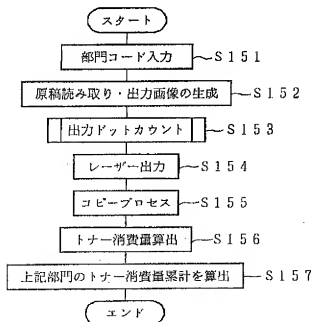 スタート
部門コード入力 S151
原稿読み取り・出力画像の生成 S152
出力ドットカウント S153
レーザー出力 S154
コピープロセス S155
トナー消費量算出 S156
上記部門のトナー消費量累計を算出 S157
エンド